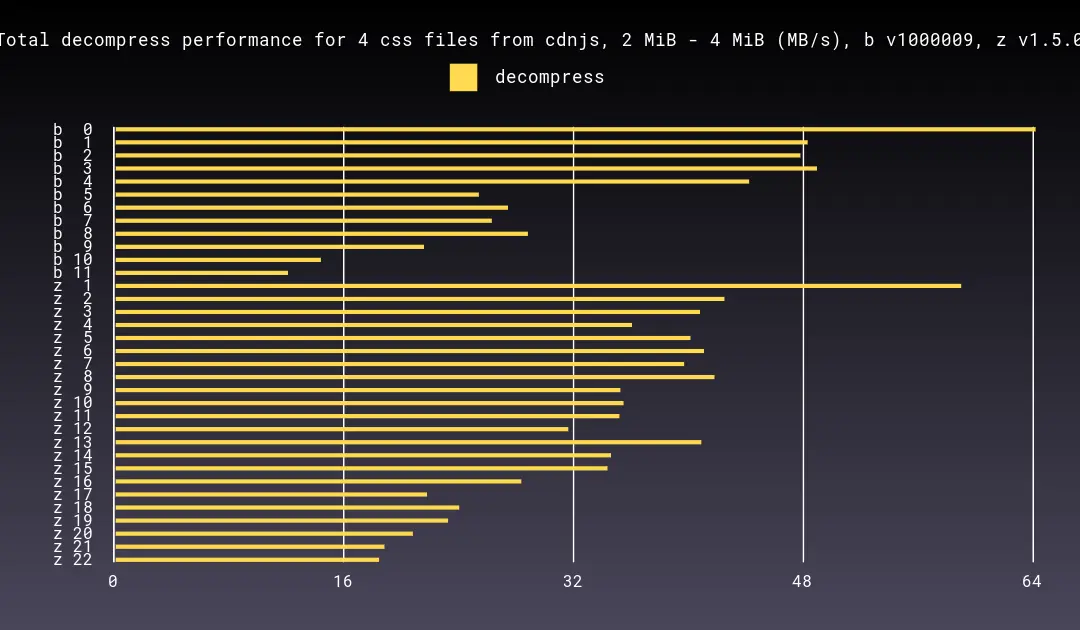 Total decompress performance for 4 css files from cdnjs, 2 MiB - 4 MiB (MB/s), b v1000009, z v1.5.0
decompress
b 0
b 1
b 2
b 3
b 4
b 5
b 6
b 7
b 8
b 9
b 10
b 11
z 1
z 2
z 3
z 4
z 5
z 6
z 7
z 8
z 9
z 10
z 11
z 12
z 13
z 14
z 15
z 16
z 17
z 18
z 19
z 20
z 21
z 22
0 16 32 48 64